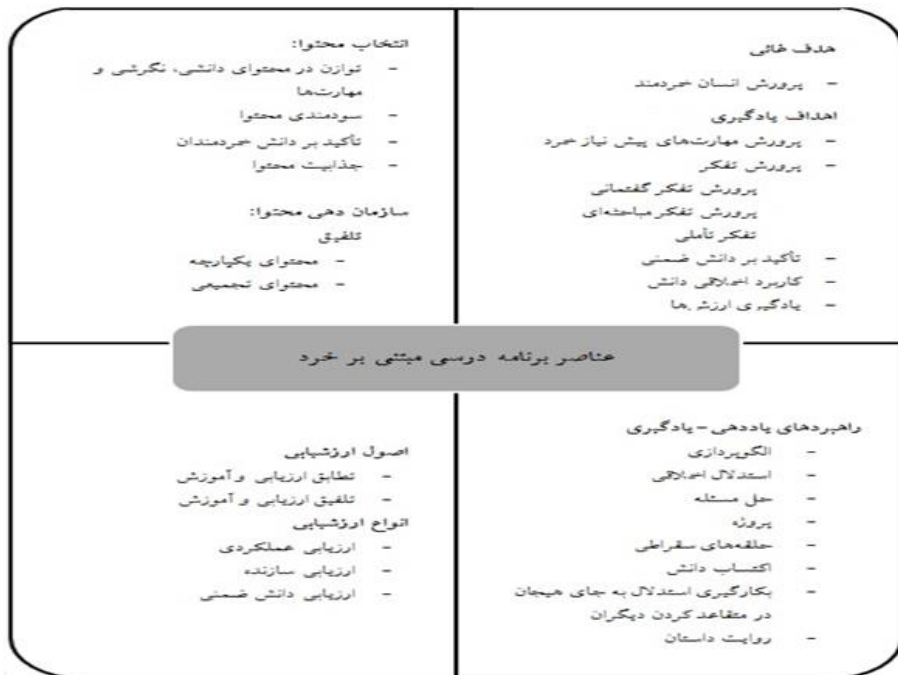 هدف غائی
- پرورش انسان خردمند
اهداف یادگیری
- پرورش مهارت‌های پیش نیاز خرد
- پرورش تفکر
پرورش تفکر گفتمانی
پرورش تفکر مباحثه‌ای
تفکر تأملی
- تأکید بر دانش ضمنی
- کاربرد اخلاقی دانش
- یادگیری ارزش‌ها
انتخاب محتوا:
- توازن در محتوای دانشی، نگرشی و
مهارت‌ها
- سودمندی محتوا
- تأکید بر دانش خردمندان
- جذابیت محتوا
سازمان دهی محتوا:
تلفیق
- محتوای یکپارچه
- محتوای تجمیعی
عناصر برنامه درسی مبتنی بر خرد
راهبردهای یاددهی – یادگیری
- الگوپردازی
- استدلال اخلاقی
- حل مسئله
- پروژه
- حلقه‌های سقراطی
- اکتساب دانش
- بکارگیری استدلال به جای هیجان
در متقاعد کردن دیگران
- روایت داستان
اصول ارزشیابی
- تطابق ارزیابی و آموزش
- تلفیق ارزیابی و آموزش
انواع ارزشیابی
- ارزیابی عملکردی
- ارزیابی سازنده
- ارزیابی دانش ضمنی